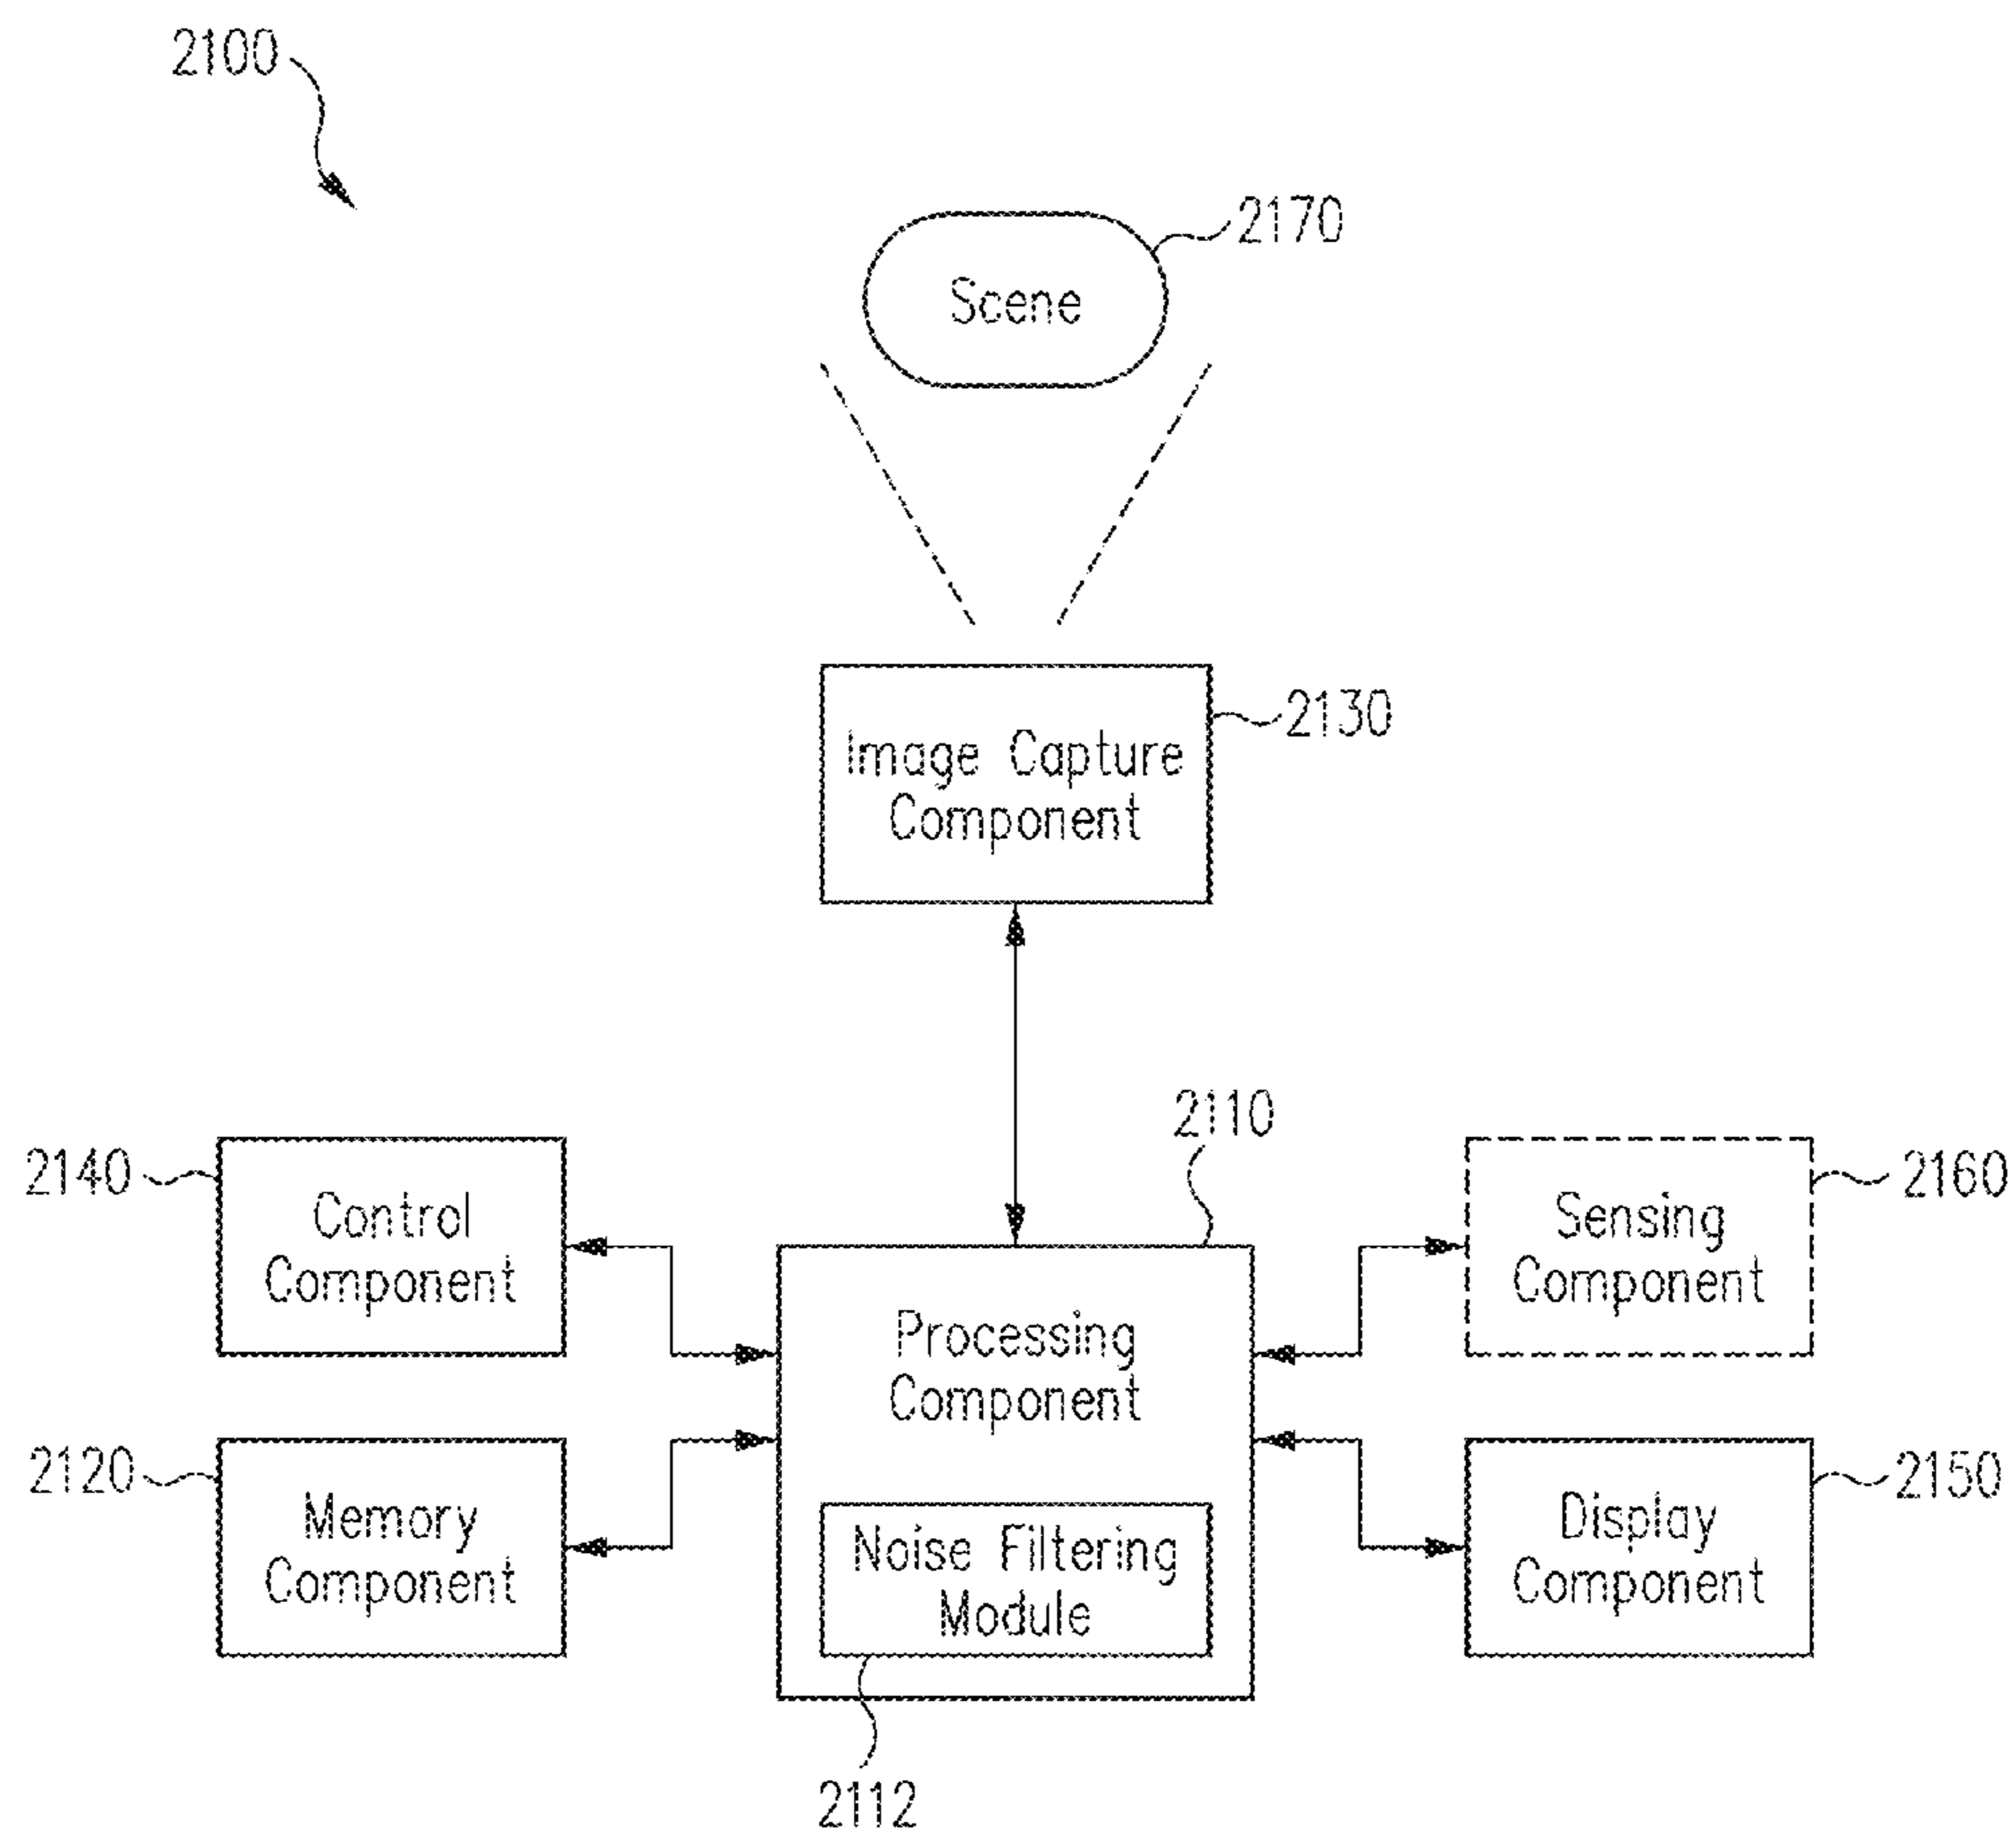 2100
2170
Scene
2130
Image Capture
Component
2110
2140
Control
Component
2160
Sensing
Component
Processing
Component
2120
Memory
Component
2150
Display
Component
Noise Filtering
Module
2112